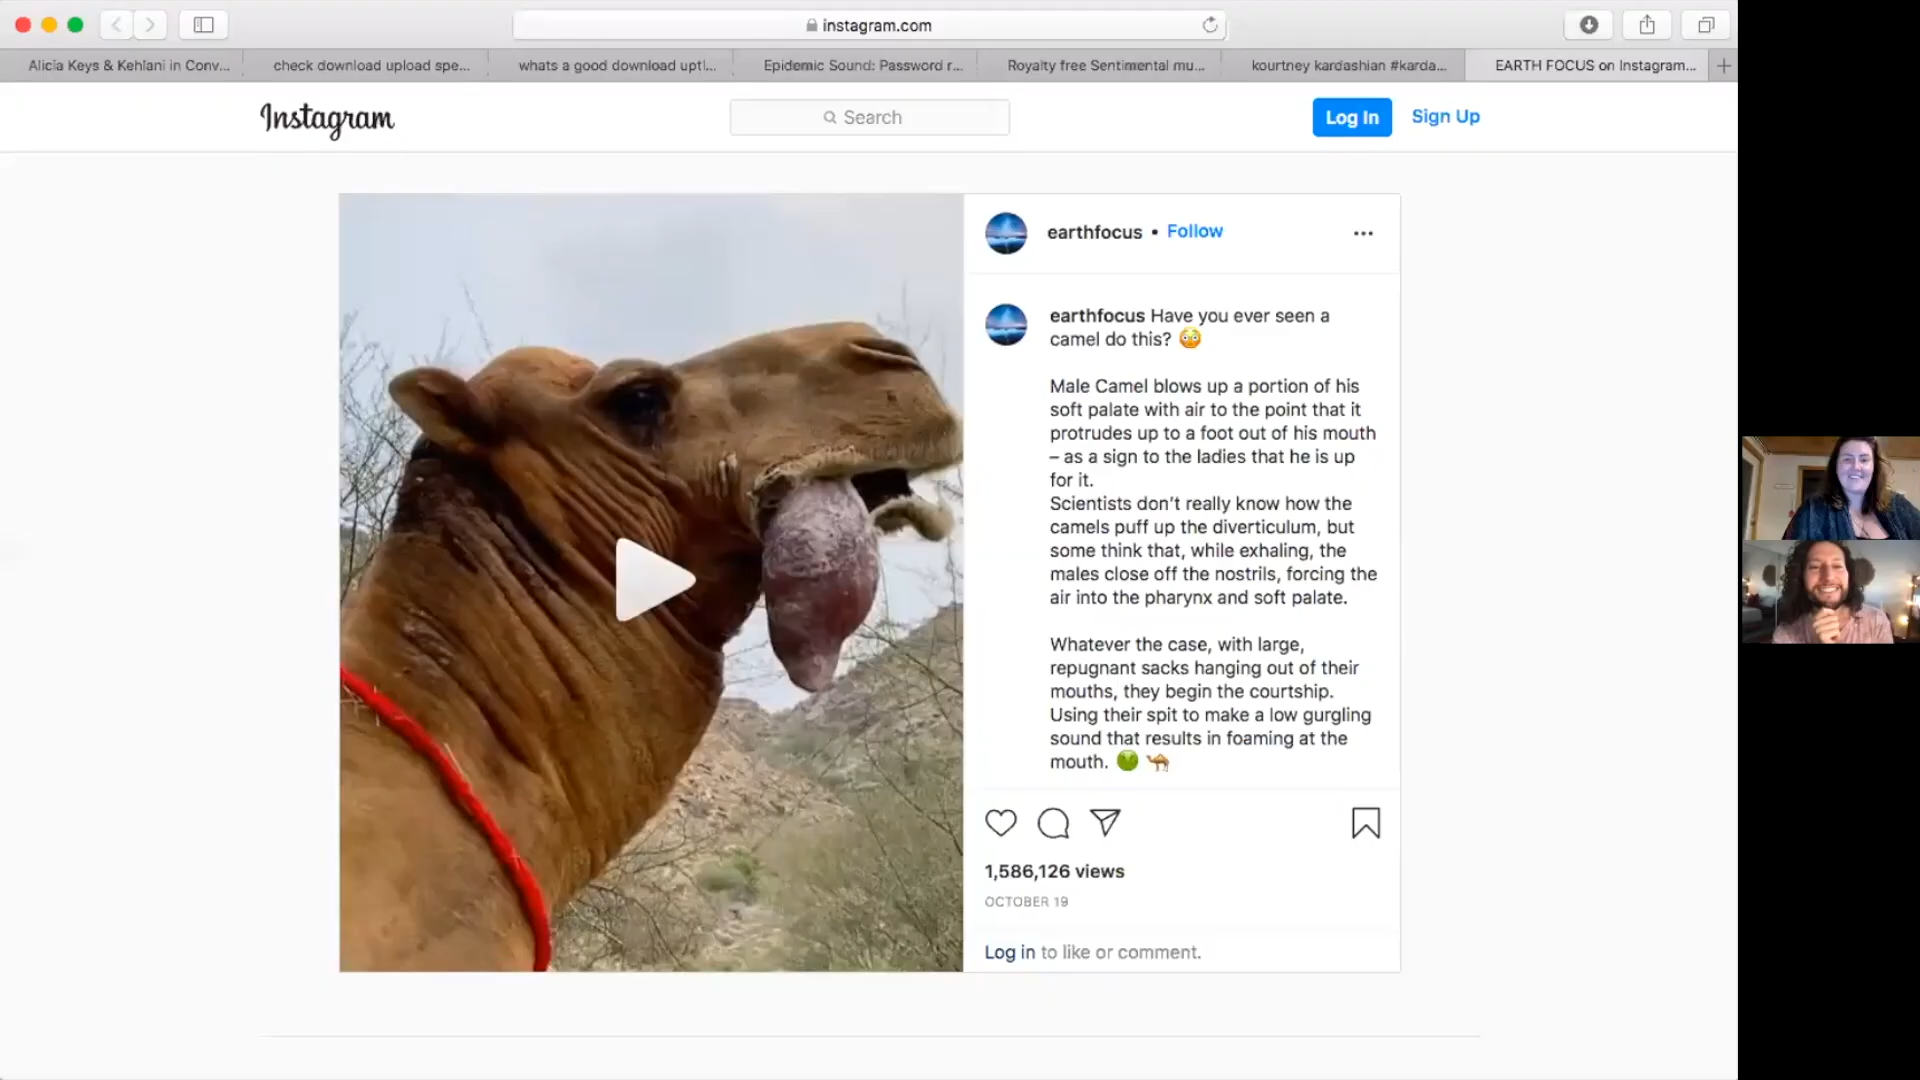 instagram.com
Alicia Keys & Kehlani in Conv...
check download upload spe...
whats a good download uptl...
Epidemic Sound: Password r...
Royalty free Sentimental mu...
kourtney kardashian #karda...
EARTH FOCUS on Instagram...
Instagram
Search
Log In
Sign Up
earthfocus • Follow
earthfocus Have you ever seen a
camel do this? 😳
Male Camel blows up a portion of his
soft palate with air to the point that it
protrudes up to a foot out of his mouth
– as a sign to the ladies that he is up
for it.
Scientists don't really know how the
camels puff up the diverticulum, but
some think that, while exhaling, the
males close off the nostrils, forcing the
air into the pharynx and soft palate.
Whatever the case, with large,
repugnant sacks hanging out of their
mouths, they begin the courtship.
Using their spit to make a low gurgling
sound that results in foaming at the
mouth. 🤢 🐪
1,586,126 views
OCTOBER 19
Log in to like or comment.